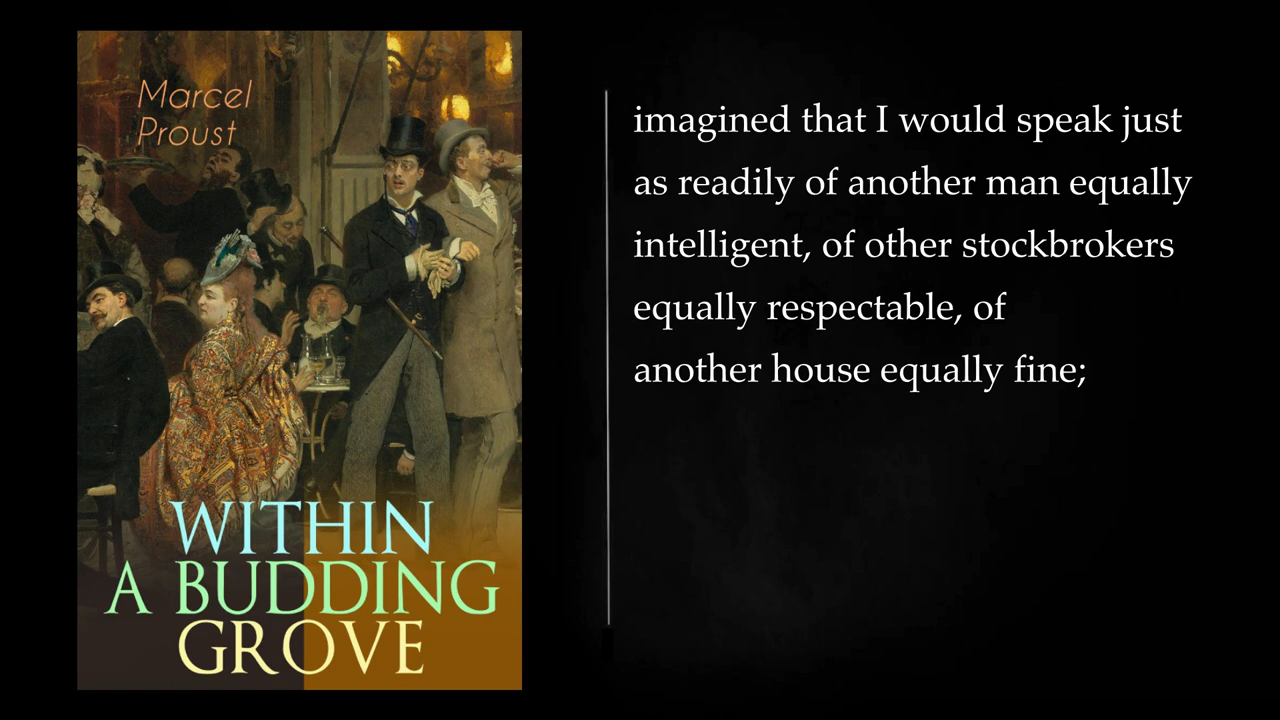 Marcel
Proust
WITHIN
A BUDDING
GROVE
imagined that I would speak just
as readily of another man equally
intelligent, of other stockbrokers
equally respectable, of
another house equally fine;